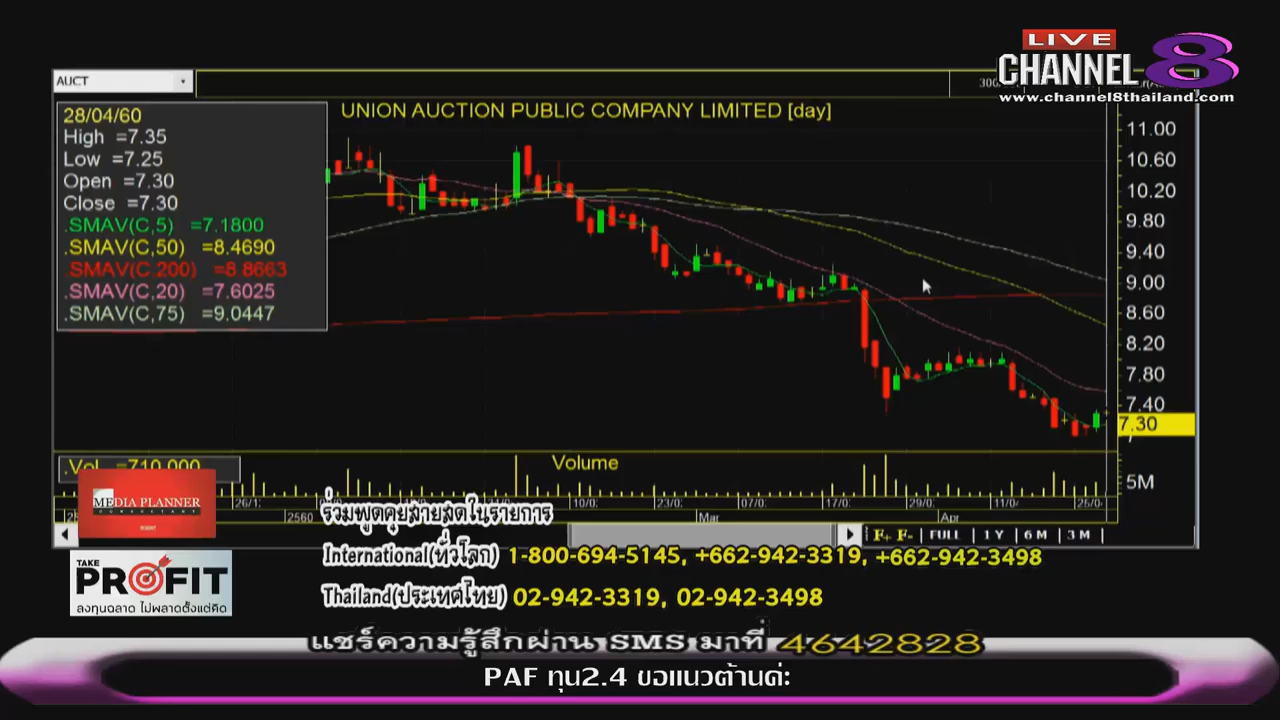 LIVE
CHANNEL 8
www.channel8thailand.com
AUCT
UNION AUCTION PUBLIC COMPANY LIMITED [day]
28/04/60
High =7.35
Low =7.25
Open =7.30
Close =7.30
.SMAV(C,5) =7.1800
.SMAV(C,50) =8.4690
.SMAV(C,200) =8.8663
.SMAV(C,20) =7.6025
.SMAV(C,75) =9.0447
11.00
10.60
10.20
9.80
9.40
9.00
8.60
8.20
7.80
7.40
7.30
.Vol =710,000
Volume
5M
23/0
07/0
17/0
29/0
11/0
25/0
2560
Mar
Apr
F+ F- FULL 1 Y 6 M 3 M
MEDIA PLANNER
CONSULTANT
TAKE
PROFIT
ลงทุนฉลาด ไม่พลาดตั้งแต่คิด
ร่วมพูดคุยสายสดในรายการ
International(ทั่วโลก) 1-800-694-5145, +662-942-3319, +662-942-3498
Thailand(ประเทศไทย) 02-942-3319, 02-942-3498
แชร์ความรู้สึกผ่าน SMS มาที่ 4642828
PAF ทุน2.4 ขอแนวต้านค่ะ